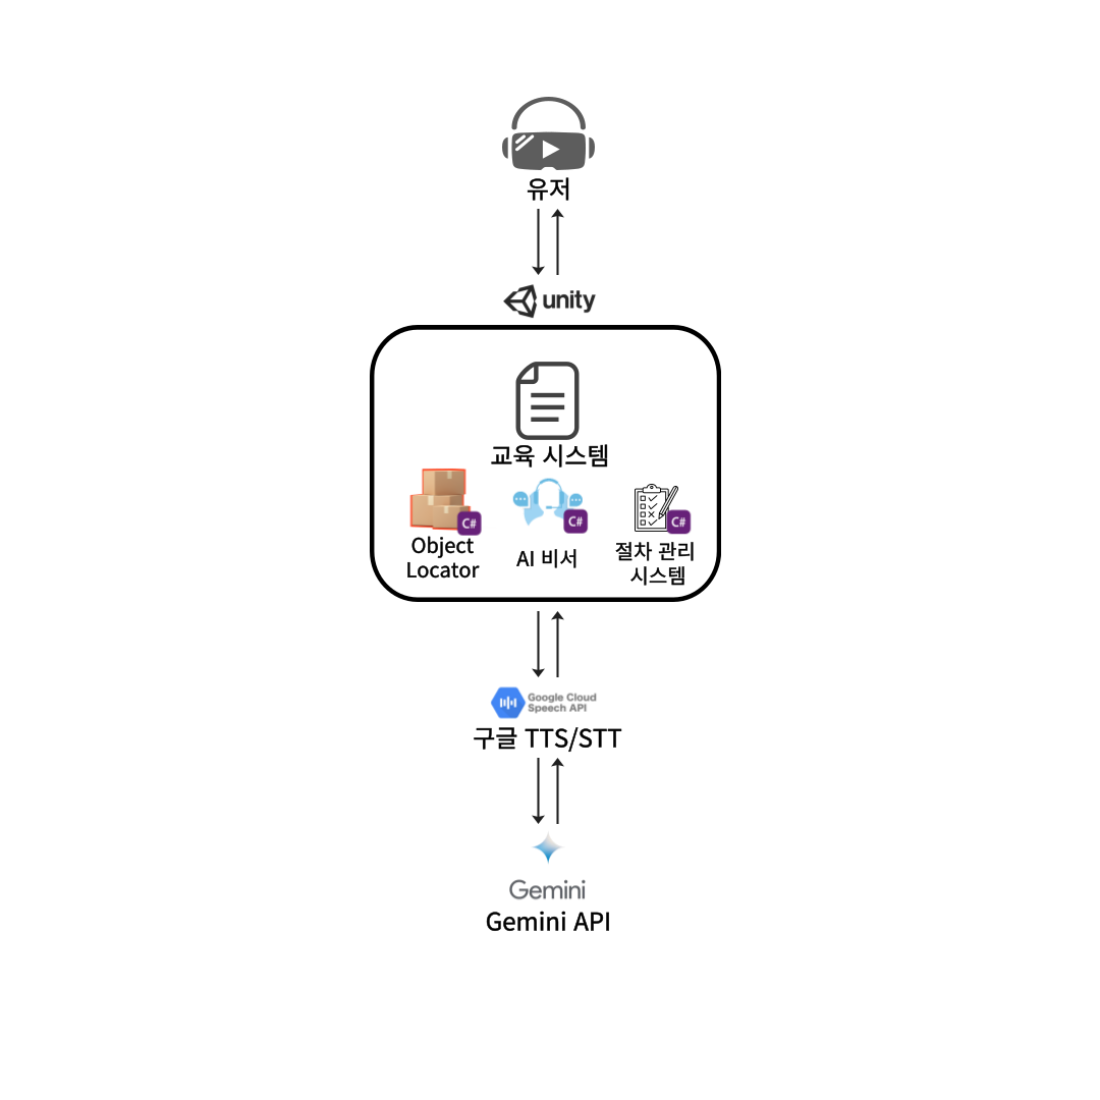 유저
unity
교육 시스템
C#
Object
Locator
C#
AI 비서
C#
절차 관리
시스템
Google Cloud
Speech API
구글 TTS/STT
Gemini
Gemini API